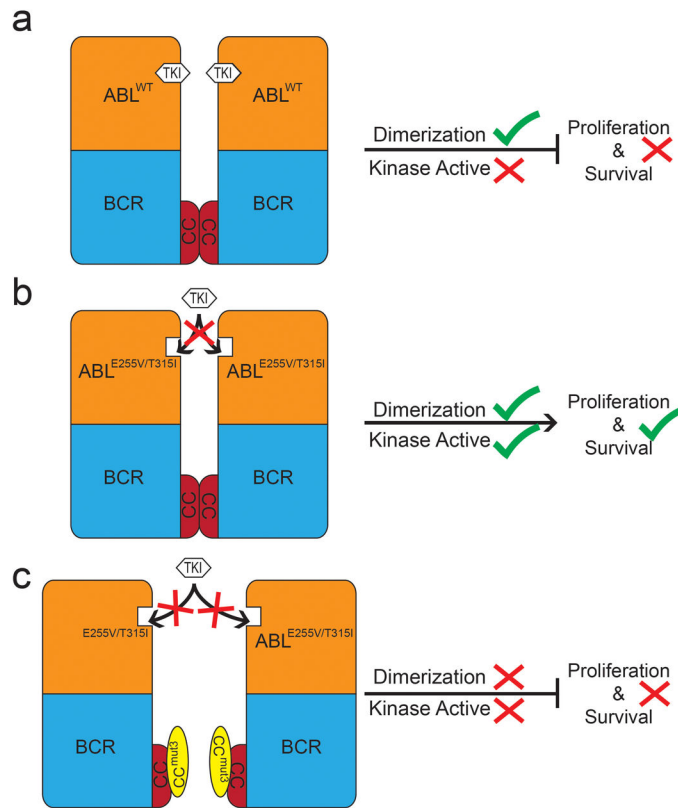 a
TKI TKI
ABL^WT ABL^WT
BCR BCR
CC CC
Dimerization
Kinase Active
Proliferation
&
Survival
b
TKI
ABL^E255V/T315I ABL^E255V/T315I
BCR BCR
CC CC
Dimerization
Kinase Active
Proliferation
&
Survival
c
TKI
E255V/T315I ABL^E255V/T315I
BCR BCR
CC CC^mut3 CC^mut3 CC
Dimerization
Kinase Active
Proliferation
&
Survival